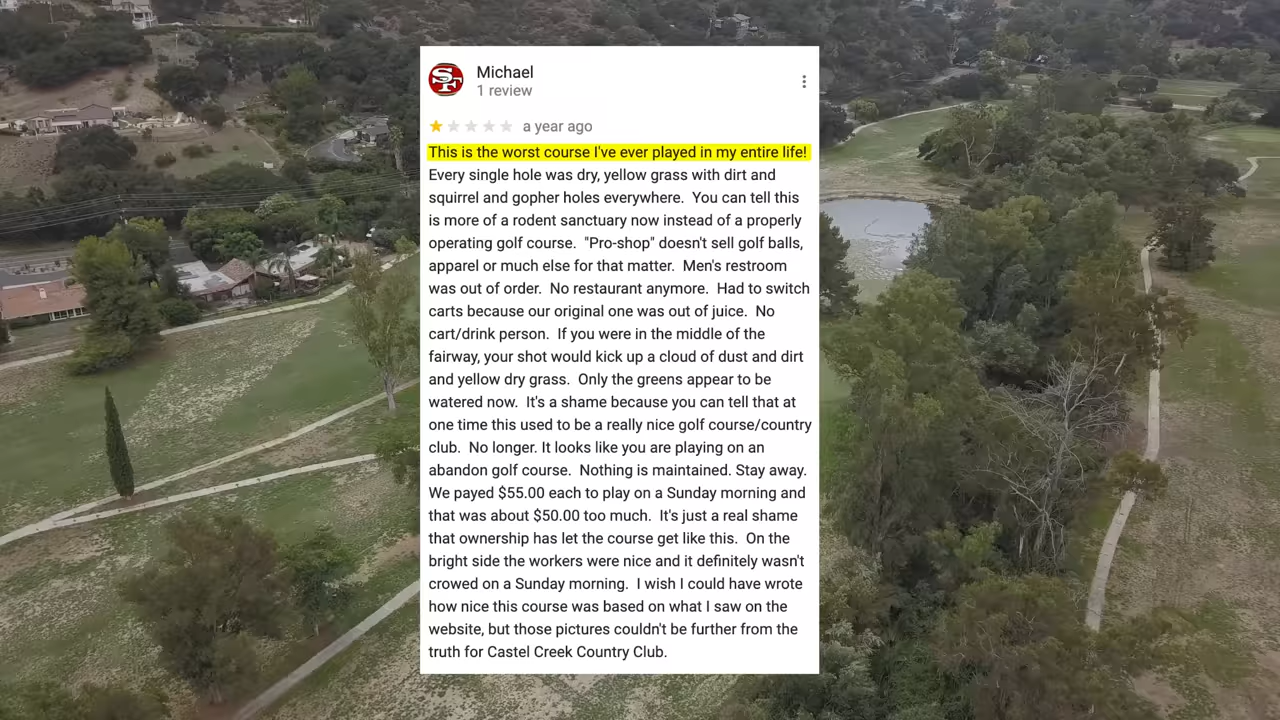 SF
Michael
1 review
a year ago
This is the worst course I've ever played in my entire life!
Every single hole was dry, yellow grass with dirt and
squirrel and gopher holes everywhere.  You can tell this
is more of a rodent sanctuary now instead of a properly
operating golf course.  "Pro-shop" doesn't sell golf balls,
apparel or much else for that matter.  Men's restroom
was out of order.  No restaurant anymore.  Had to switch
carts because our original one was out of juice.  No
cart/drink person.  If you were in the middle of the
fairway, your shot would kick up a cloud of dust and dirt
and yellow dry grass.  Only the greens appear to be
watered now.  It's a shame because you can tell that at
one time this used to be a really nice golf course/country
club.  No longer. It looks like you are playing on an
abandon golf course.  Nothing is maintained. Stay away.
We payed $55.00 each to play on a Sunday morning and
that was about $50.00 too much.  It's just a real shame
that ownership has let the course get like this.  On the
bright side the workers were nice and it definitely wasn't
crowed on a Sunday morning.  I wish I could have wrote
how nice this course was based on what I saw on the
website, but those pictures couldn't be further from the
truth for Castel Creek Country Club.